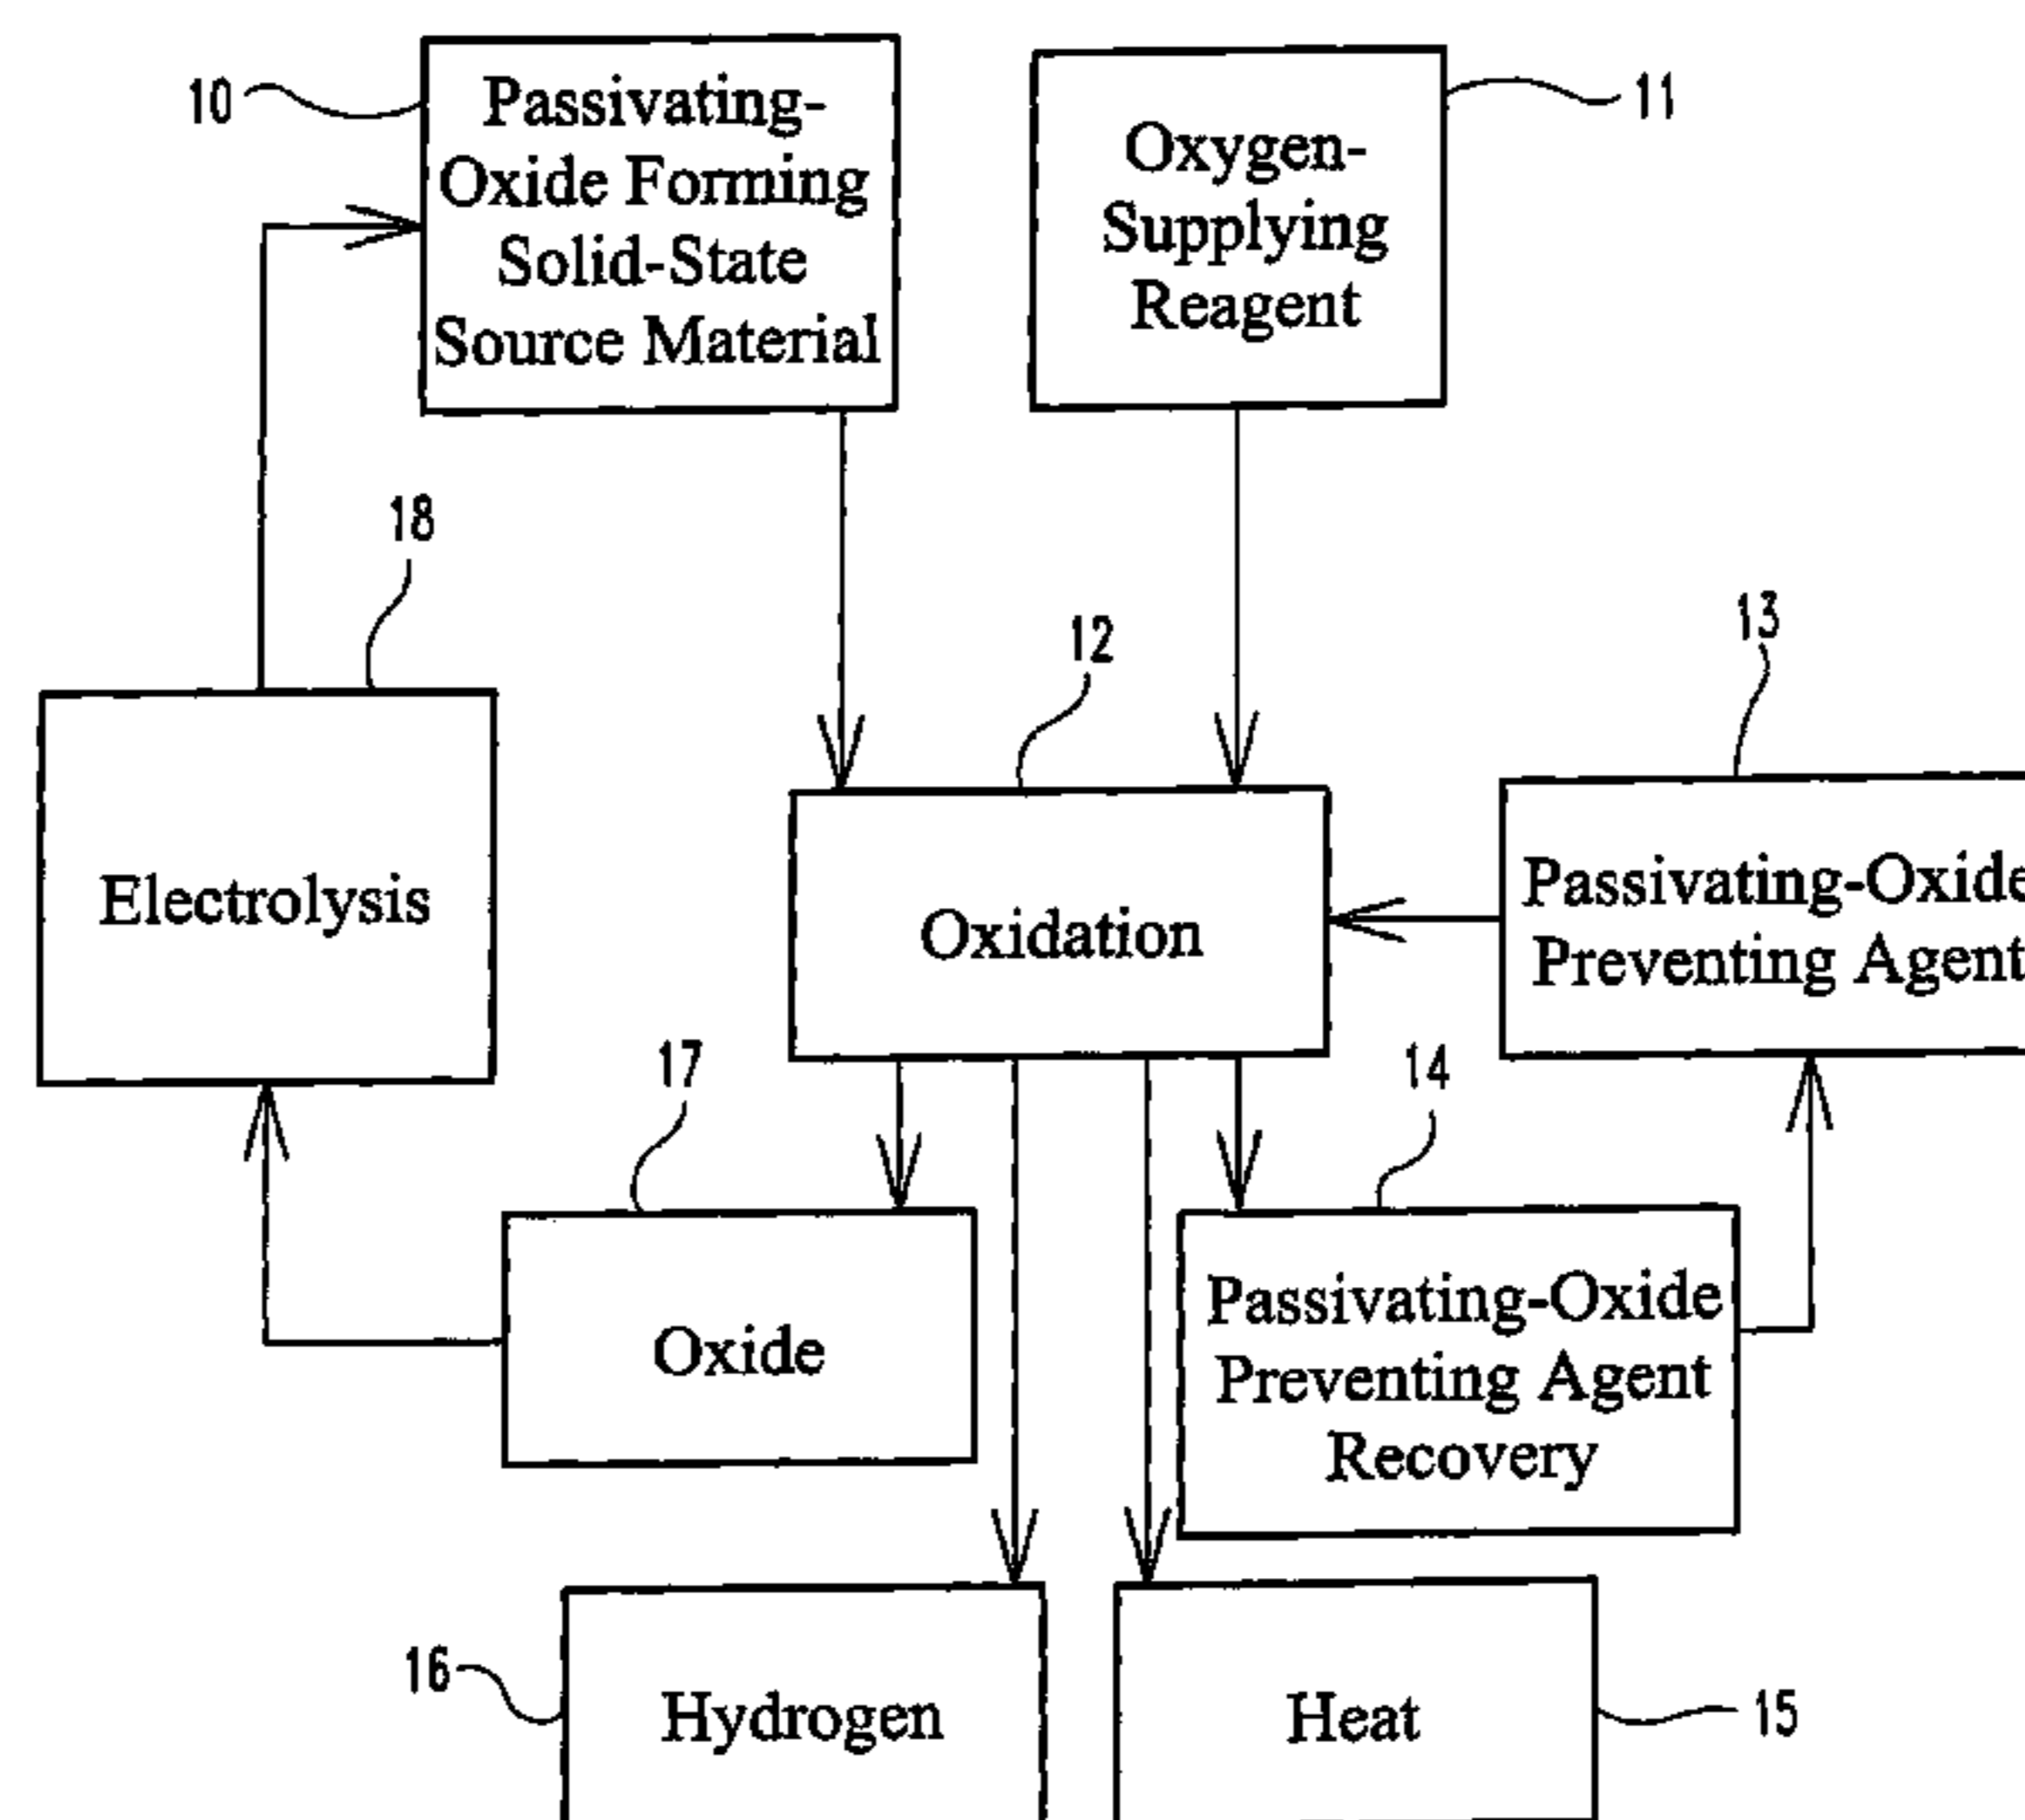 10
Passivating-
Oxide Forming
Solid-State
Source Material
Oxygen-
Supplying
Reagent
11
18
12
13
Electrolysis
Oxidation
Passivating-Oxide
Preventing Agent
17
14
Oxide
Passivating-Oxide
Preventing Agent
Recovery
16
Hydrogen
Heat
15